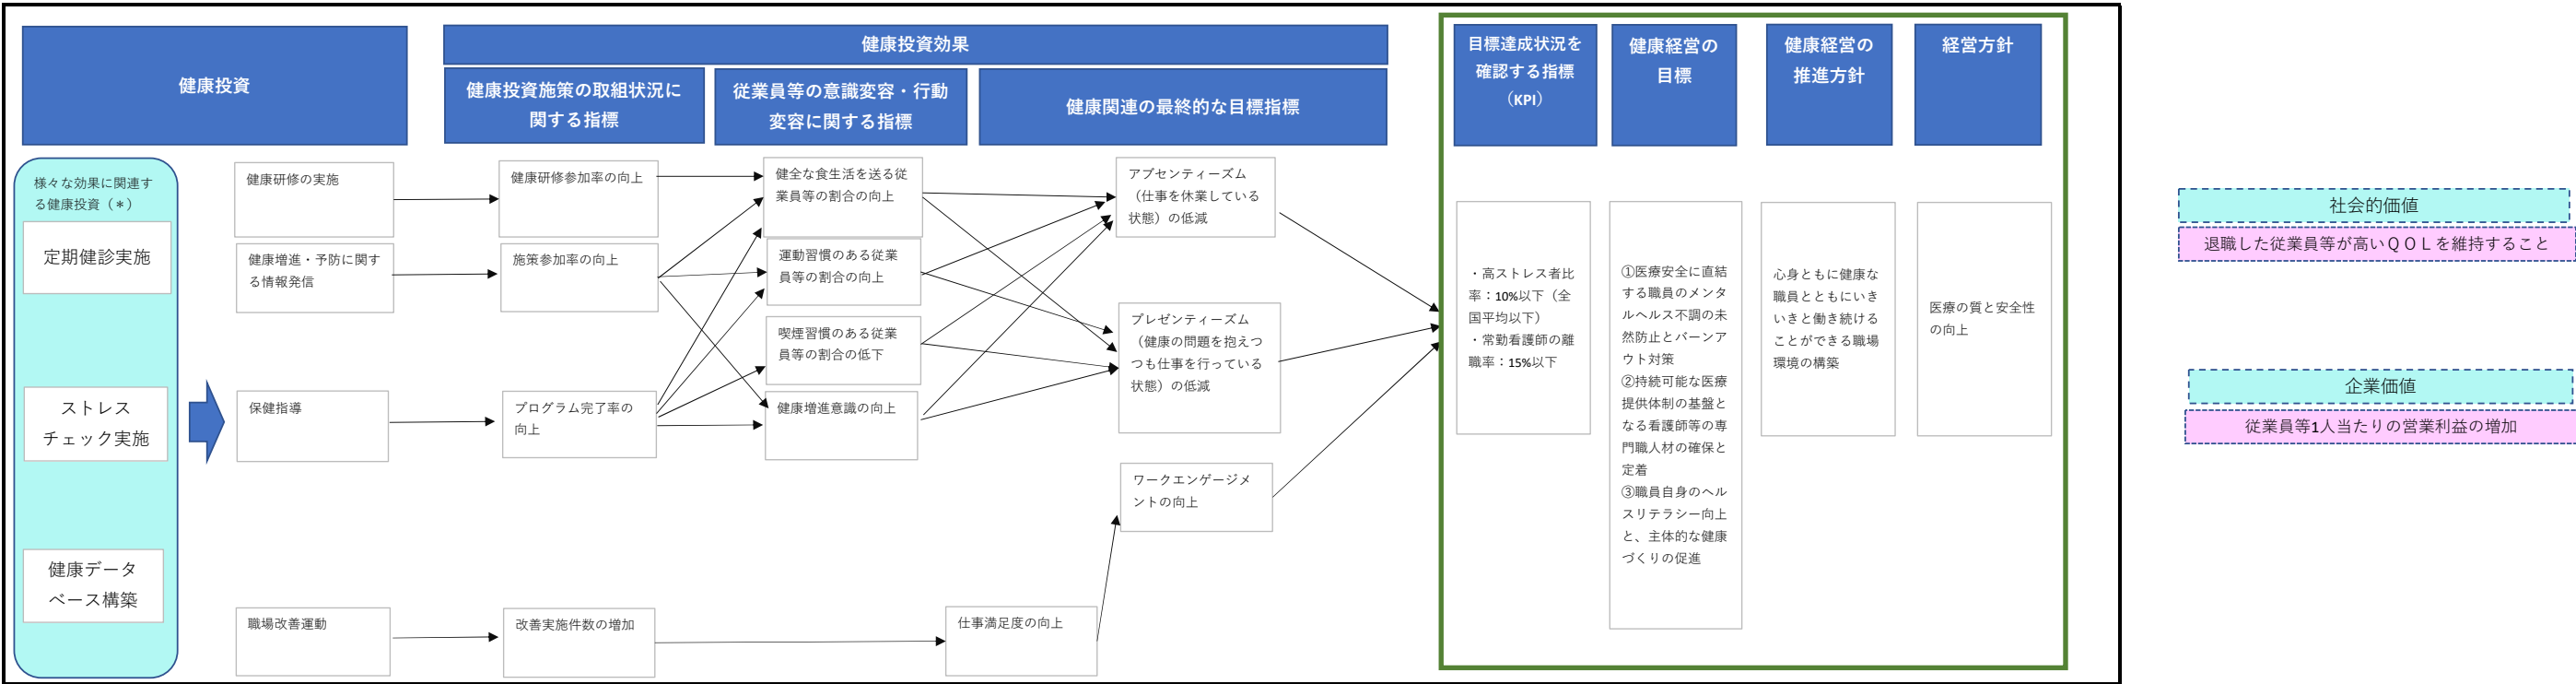 健康投資
健康投資効果
健康投資施策の取組状況に
関する指標
従業員等の意識変容・行動
変容に関する指標
健康関連の最終的な目標指標
目標達成状況を
確認する指標
（KPI）
健康経営の
目標
健康経営の
推進方針
経営方針
様々な効果に関連す
る健康投資（＊）
定期健診実施
ストレス
チェック実施
健康データ
ベース構築
健康研修の実施
健康増進・予防に関す
る情報発信
保健指導
職場改善運動
健康研修参加率の向上
施策参加率の向上
プログラム完了率の
向上
改善実施件数の増加
健全な食生活を送る従
業員等の割合の向上
運動習慣のある従業
員等の割合の向上
喫煙習慣のある従業
員等の割合の低下
健康増進意識の向上
仕事満足度の向上
アブセンティーズム
（仕事を休業している
状態）の低減
プレゼンティーズム
（健康の問題を抱えつ
つも仕事を行っている
状態）の低減
ワークエンゲージメ
ントの向上
・高ストレス者比
率：10%以下（全
国平均以下）
・常勤看護師の離
職率：15%以下
①医療安全に直結
する職員のメンタ
ルヘルス不調の未
然防止とバーンア
ウト対策
②持続可能な医療
提供体制の基盤と
なる看護師等の専
門職人材の確保と
定着
③職員自身のヘル
スリテラシー向上
と、主体的な健康
づくりの促進
心身ともに健康な
職員とともにいき
いきと働き続ける
ことができる職場
環境の構築
医療の質と安全性
の向上
社会的価値
退職した従業員等が高いＱＯＬを維持すること
企業価値
従業員等1人当たりの営業利益の増加